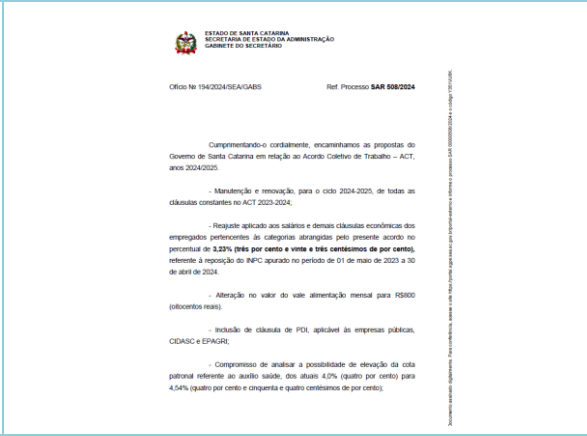 ESTADO DE SANTA CATARINA
SECRETARIA DE ESTADO DA ADMINISTRAÇÃO
GABINETE DO SECRETÁRIO
Ofício Nº 194/2024/SEA/GABS Ref. Processo SAR 508/2024
Cumprimentando-o cordialmente, encaminhamos as propostas do
Governo de Santa Catarina em relação ao Acordo Coletivo de Trabalho – ACT,
anos 2024/2025.
- Manutenção e renovação, para o ciclo 2024-2025, de todas as
cláusulas constantes no ACT 2023-2024;
- Reajuste aplicado aos salários e demais cláusulas econômicas dos
empregados pertencentes às categorias abrangidas pelo presente acordo no
percentual de 3,23% (três por cento e vinte e três centésimos de por cento),
referente à reposição do INPC apurado no período de 01 de maio de 2023 a 30
de abril de 2024.
- Alteração no valor do vale alimentação mensal para R$800
(oitocentos reais).
- Inclusão de cláusula de PDI, aplicável às empresas públicas,
CIDASC e EPAGRI;
- Compromisso de analisar a possibilidade de elevação da cota
patronal referente ao auxílio saúde, dos atuais 4,0% (quatro por cento) para
4,54% (quatro por cento e cinquenta e quatro centésimos de por cento);